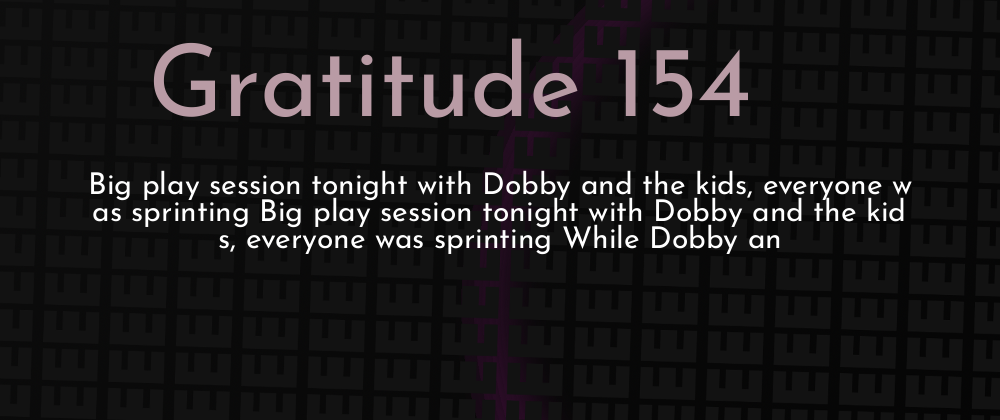 Gratitude 154
Big play session tonight with Dobby and the kids, everyone w
as sprinting Big play session tonight with Dobby and the kid
s, everyone was sprinting While Dobby an